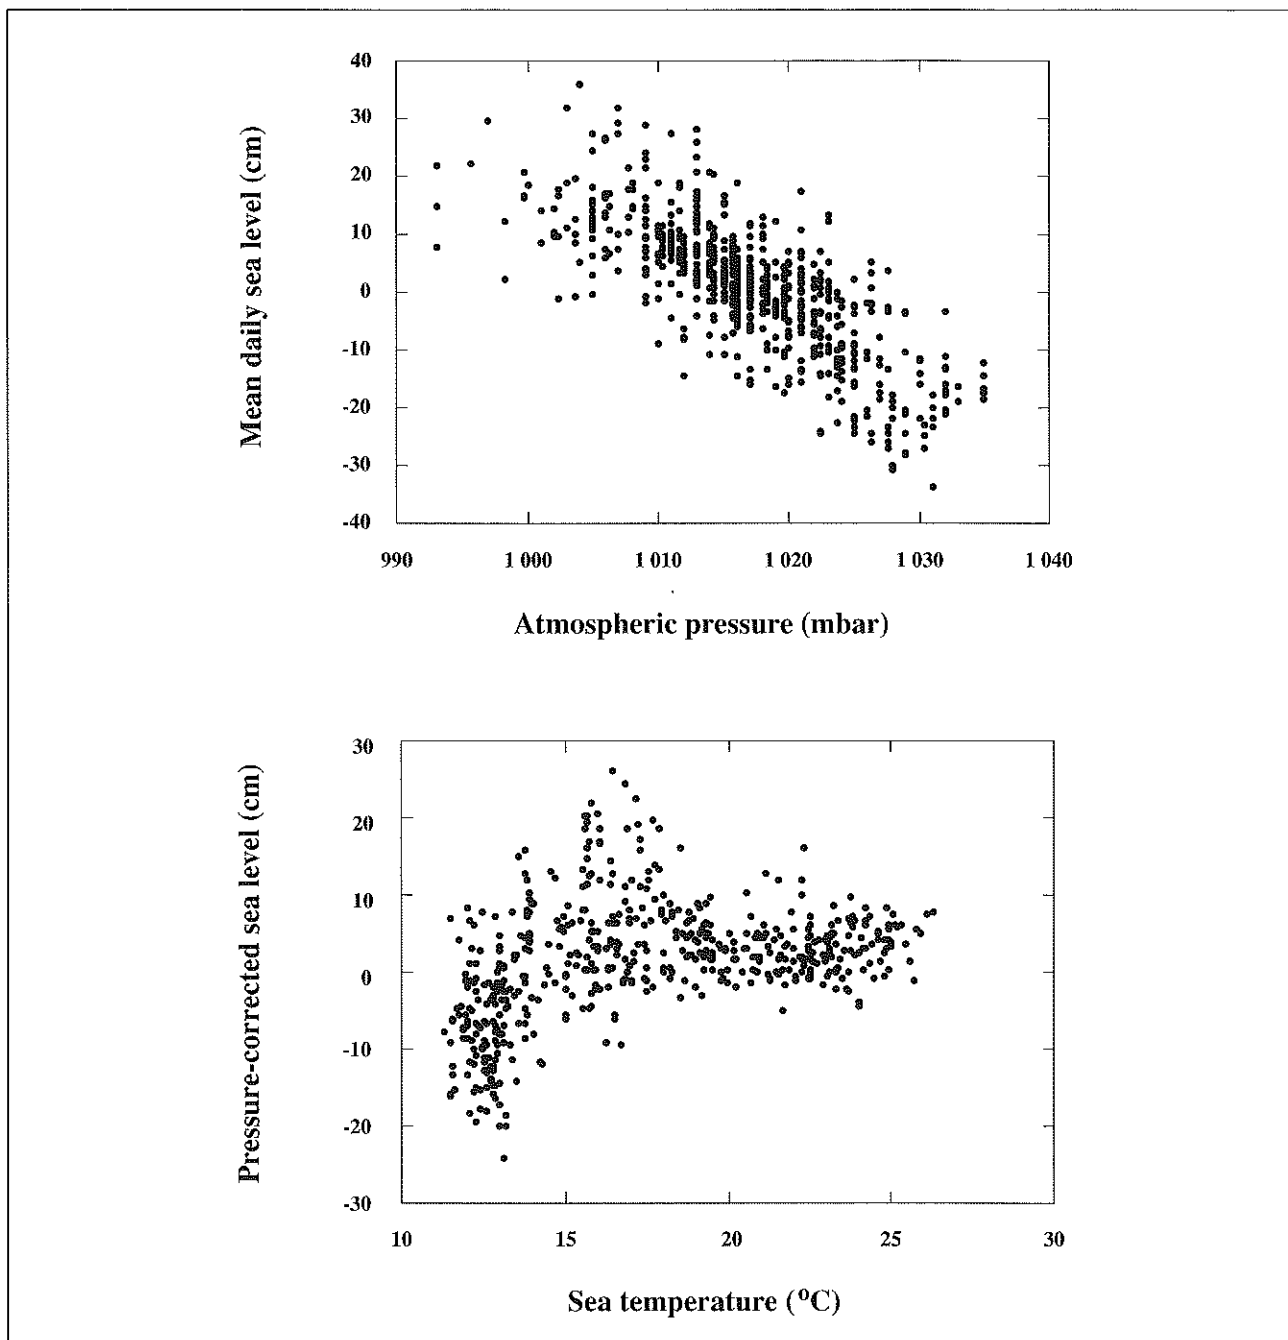 40
30
20
10
0
-10
-20
-30
-40
Mean daily sea level (cm)
990 1 000 1 010 1 020 1 030 1 040
Atmospheric pressure (mbar)
30
20
10
0
-10
-20
-30
Pressure-corrected sea level (cm)
10 15 20 25 30
Sea temperature (°C)